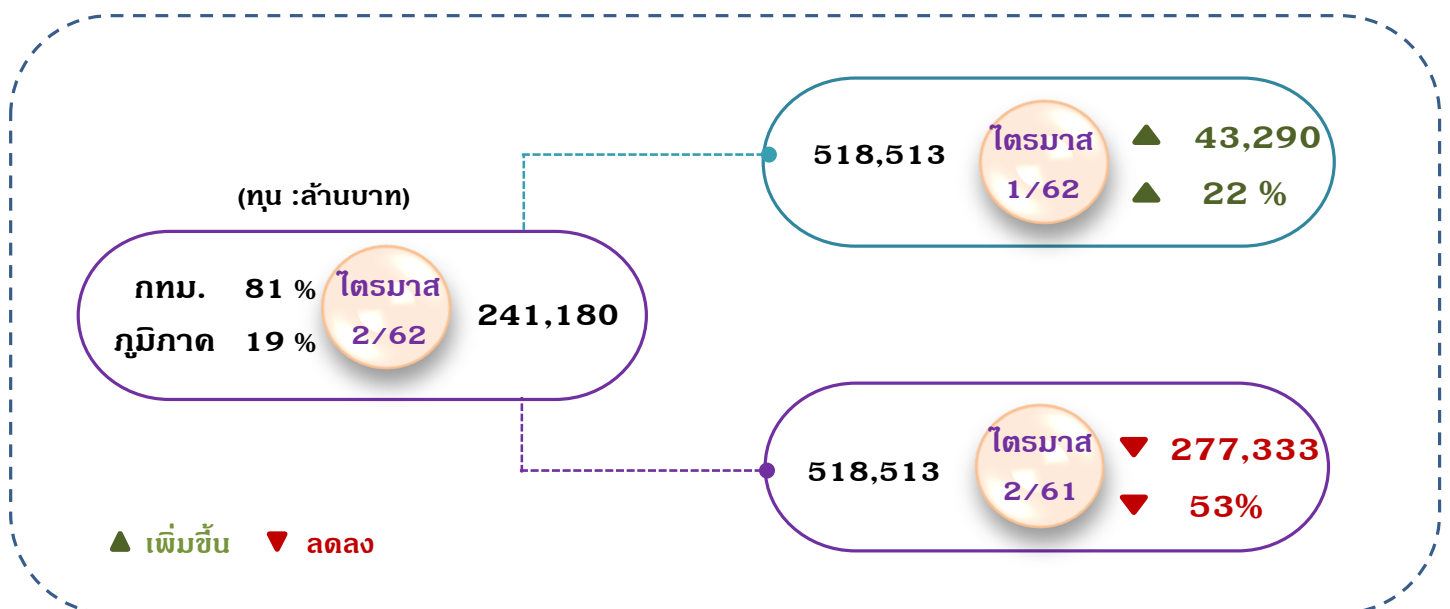 (ทุน :ล้านบาท)
กทม. 81 %
ภูมิภาค 19 %
ไตรมาส
2/62
241,180
518,513
ไตรมาส
1/62
▲ 43,290
▲ 22 %
518,513
ไตรมาส
2/61
▼ 277,333
▼ 53%
▲ เพิ่มขึ้น ▼ ลดลง